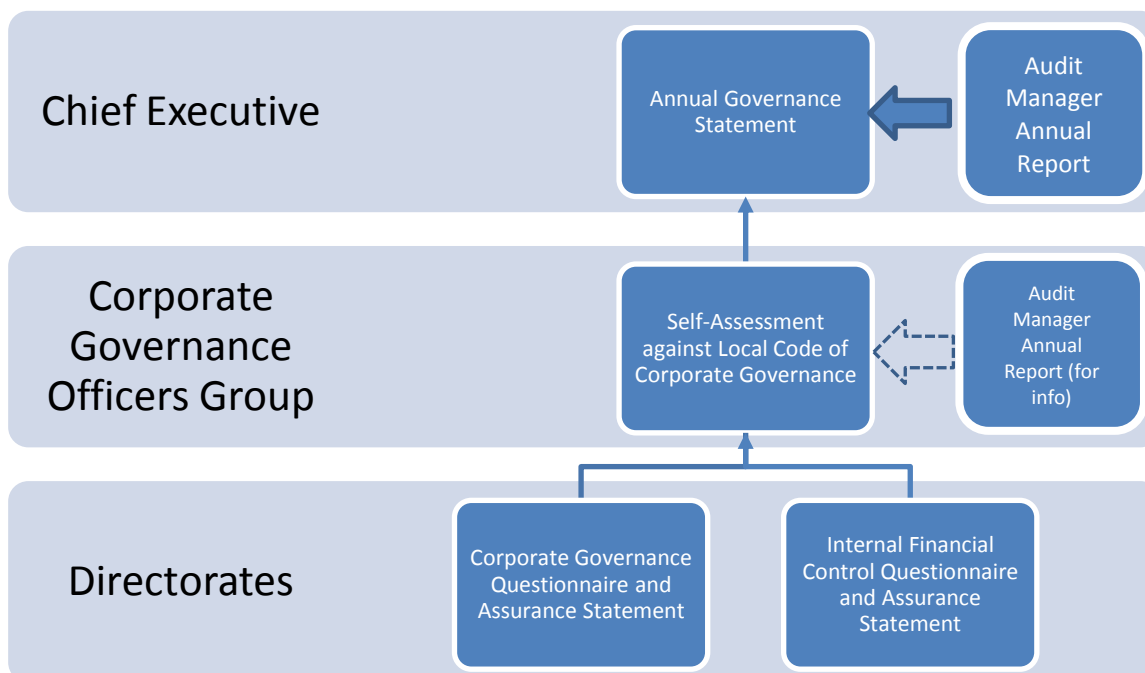 Chief Executive
Annual Governance
Statement
Audit
Manager
Annual
Report
Corporate
Governance
Officers Group
Self-Assessment
against Local Code of
Corporate Governance
Audit
Manager
Annual
Report (for
info)
Directorates
Corporate Governance
Questionnaire and
Assurance Statement
Internal Financial
Control Questionnaire
and Assurance
Statement